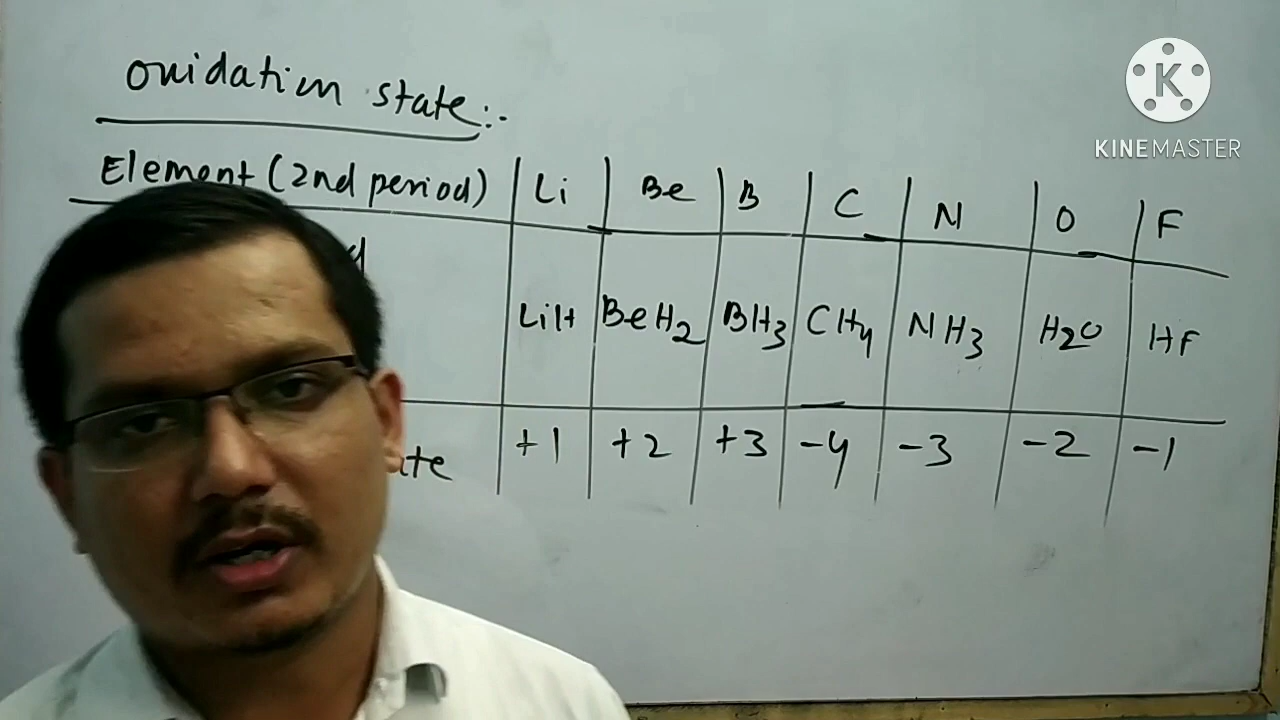 oxidation state:-
Element (2nd period) | Li | Be | B | C | N | O | F
LiH | BeH2 | BH3 | CH4 | NH3 | H2O | HF
+1 | +2 | +3 | -4 | -3 | -2 | -1
K
KINEMASTER